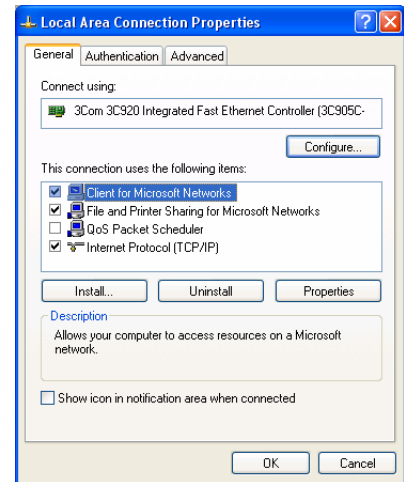 Local Area Connection Properties
General Authentication Advanced
Connect using:
3Com 3C920 Integrated Fast Ethernet Controller (3C905C-
Configure...
This connection uses the following items:
Client for Microsoft Networks
File and Printer Sharing for Microsoft Networks
QoS Packet Scheduler
Internet Protocol (TCP/IP)
Install... Uninstall Properties
Description
Allows your computer to access resources on a Microsoft
network.
Show icon in notification area when connected
OK Cancel